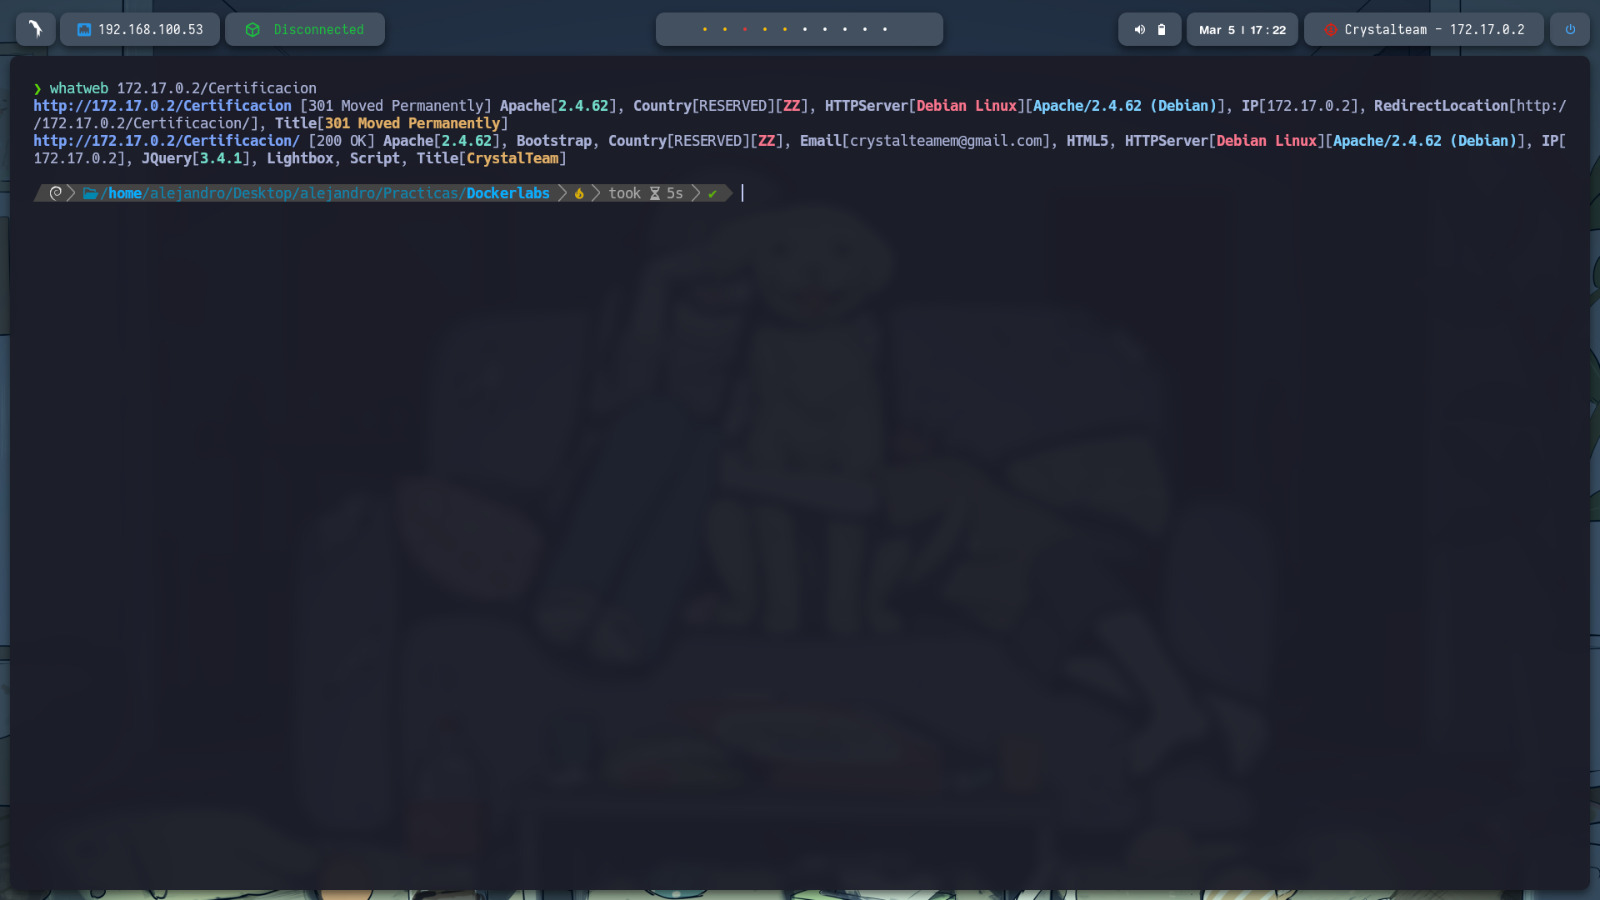 192.168.100.53
Disconnected
Mar 5 | 17:22
Crystalteam - 172.17.0.2
❯ whatweb 172.17.0.2/Certificacion
http://172.17.0.2/Certificacion [301 Moved Permanently] Apache[2.4.62], Country[RESERVED][ZZ], HTTPServer[Debian Linux][Apache/2.4.62 (Debian)], IP[172.17.0.2], RedirectLocation[http:/
/172.17.0.2/Certificacion/], Title[301 Moved Permanently]
http://172.17.0.2/Certificacion/ [200 OK] Apache[2.4.62], Bootstrap, Country[RESERVED][ZZ], Email[crystalteamem@gmail.com], HTML5, HTTPServer[Debian Linux][Apache/2.4.62 (Debian)], IP[
172.17.0.2], JQuery[3.4.1], Lightbox, Script, Title[CrystalTeam]
/home/alejandro/Desktop/alejandro/Practicas/Dockerlabs took 5s ✔